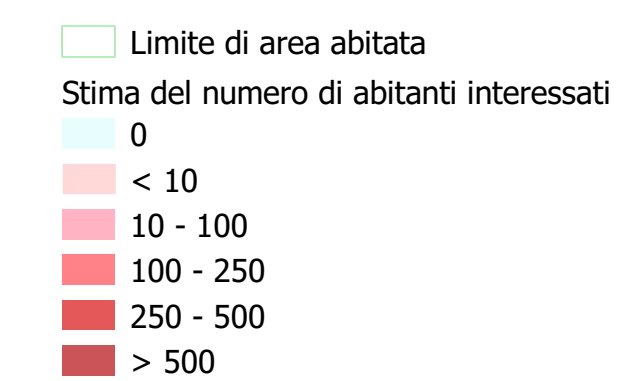 Limite di area abitata
Stima del numero di abitanti interessati
0
< 10
10 - 100
100 - 250
250 - 500
> 500